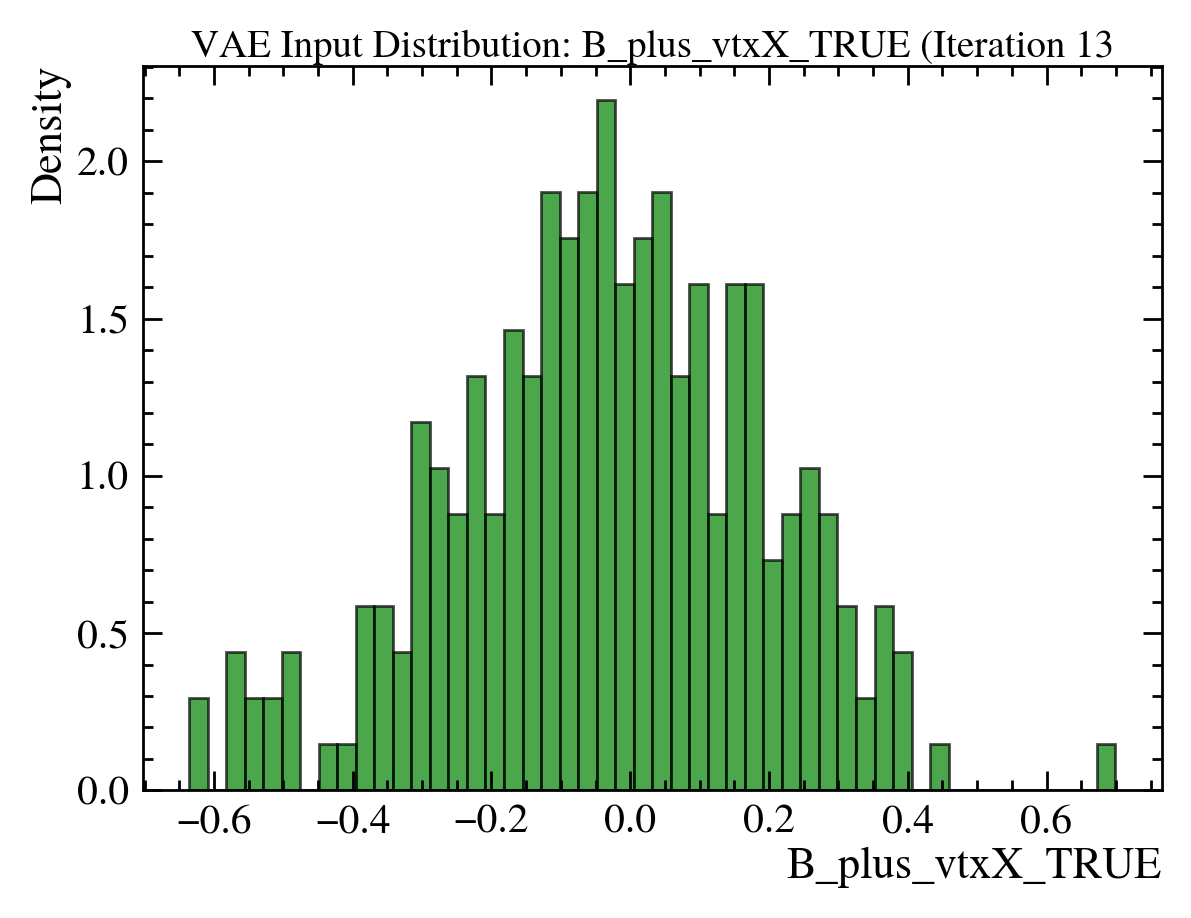 VAE Input Distribution: B_plus_vtxX_TRUE (Iteration 13
Density
2.0
1.5
1.0
0.5
0.0
−0.6 −0.4 −0.2 0.0 0.2 0.4 0.6
B_plus_vtxX_TRUE